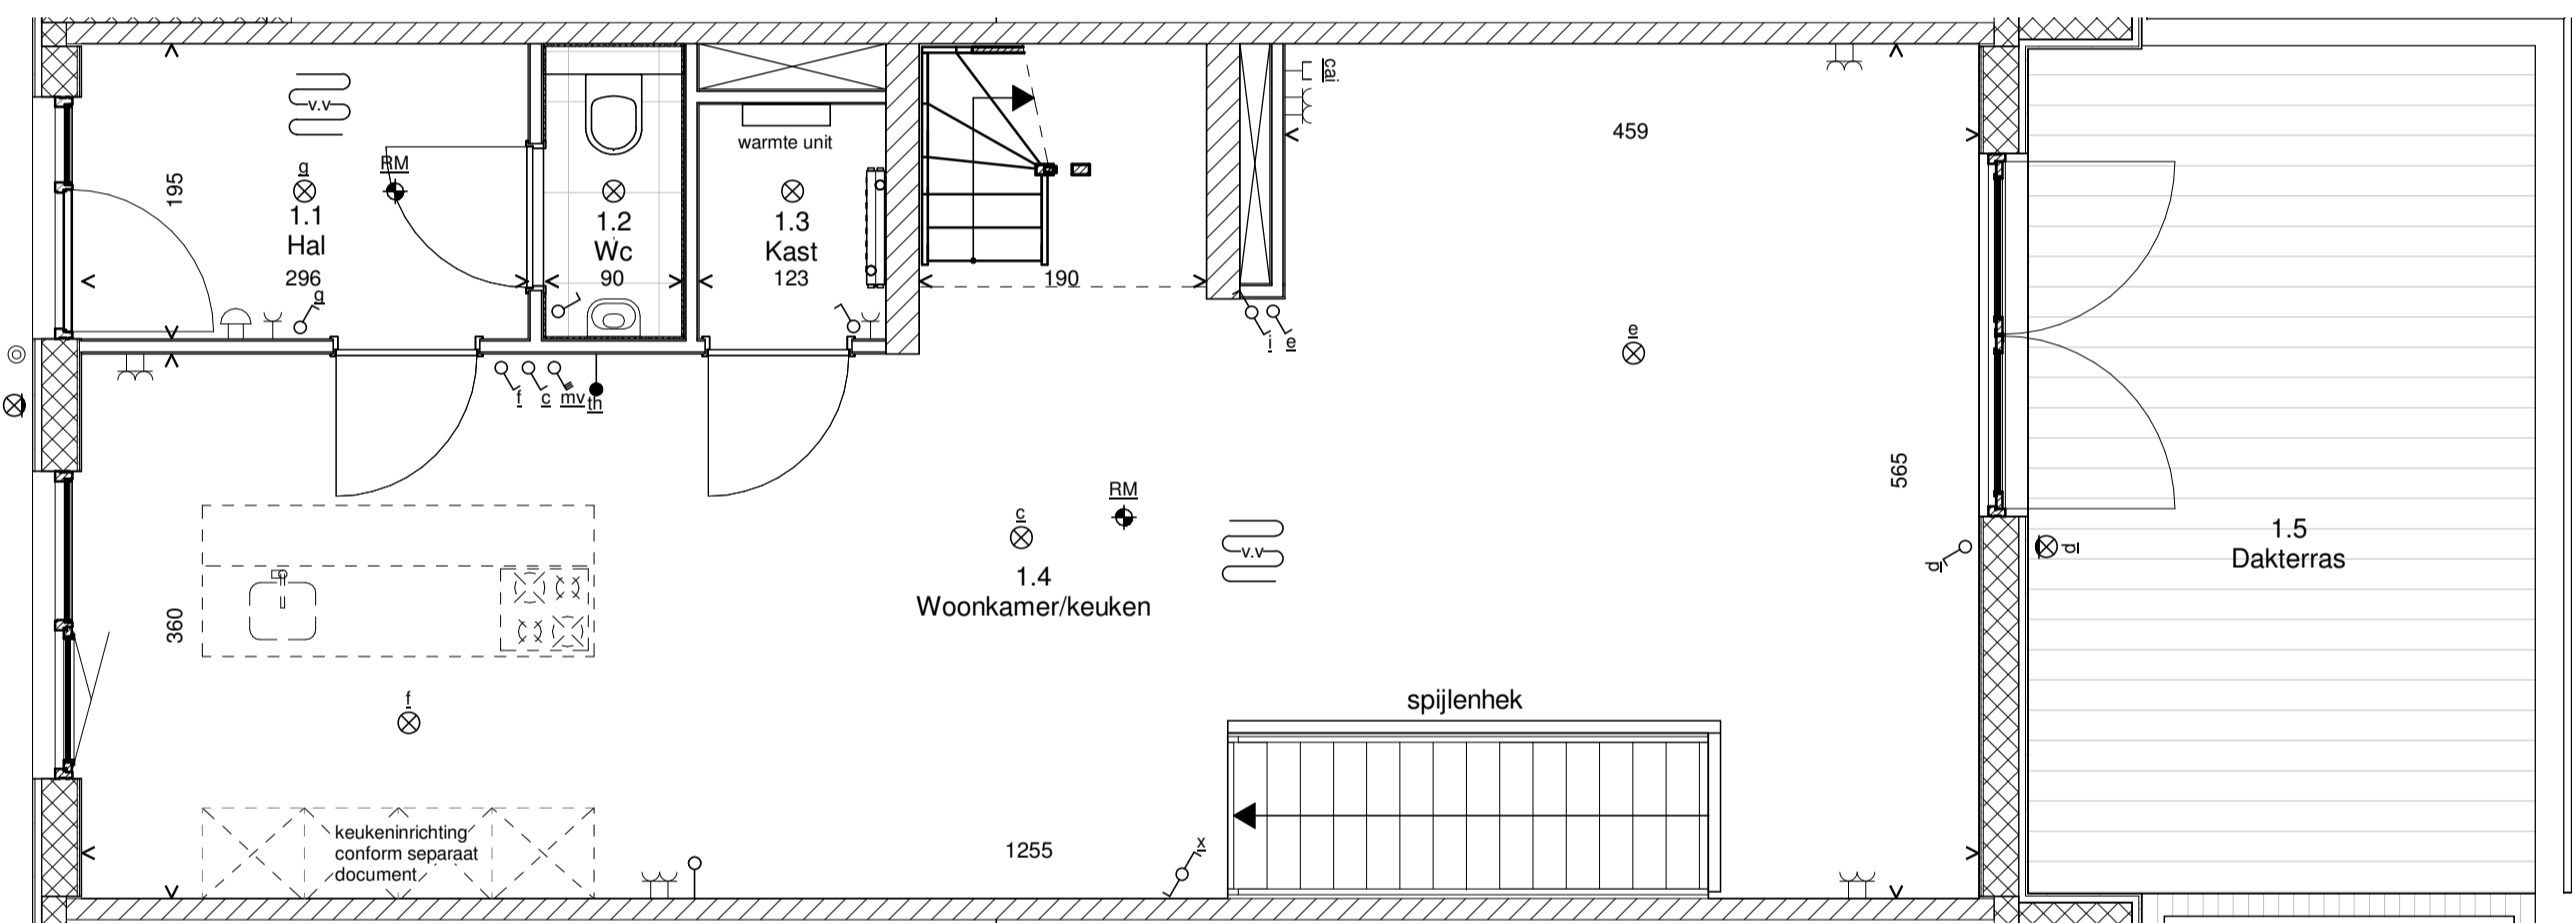 cai
v.v
459
warmte unit
RM
g
195
1.1
Hal
296
g
1.2
Wc
90
1.3
Kast
123
190
i
e
e
f
c
mv
th
565
RM
c
v.v
1.4
Woonkamer/keuken
d
d
1.5
Dakterras
360
f
spijlenhek
keukeninrichting
conform separaat
document
1255
x